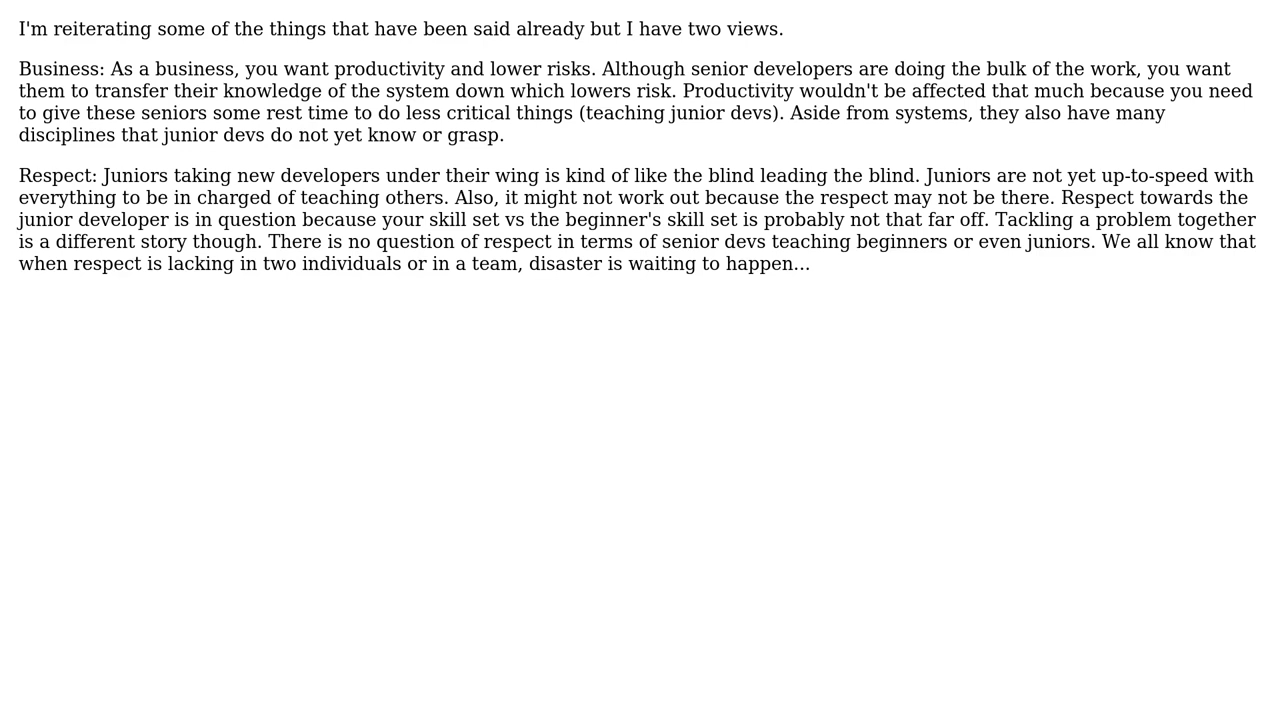 I'm reiterating some of the things that have been said already but I have two views.
Business: As a business, you want productivity and lower risks. Although senior developers are doing the bulk of the work, you want
them to transfer their knowledge of the system down which lowers risk. Productivity wouldn't be affected that much because you need
to give these seniors some rest time to do less critical things (teaching junior devs). Aside from systems, they also have many
disciplines that junior devs do not yet know or grasp.
Respect: Juniors taking new developers under their wing is kind of like the blind leading the blind. Juniors are not yet up-to-speed with
everything to be in charged of teaching others. Also, it might not work out because the respect may not be there. Respect towards the
junior developer is in question because your skill set vs the beginner's skill set is probably not that far off. Tackling a problem together
is a different story though. There is no question of respect in terms of senior devs teaching beginners or even juniors. We all know that
when respect is lacking in two individuals or in a team, disaster is waiting to happen...